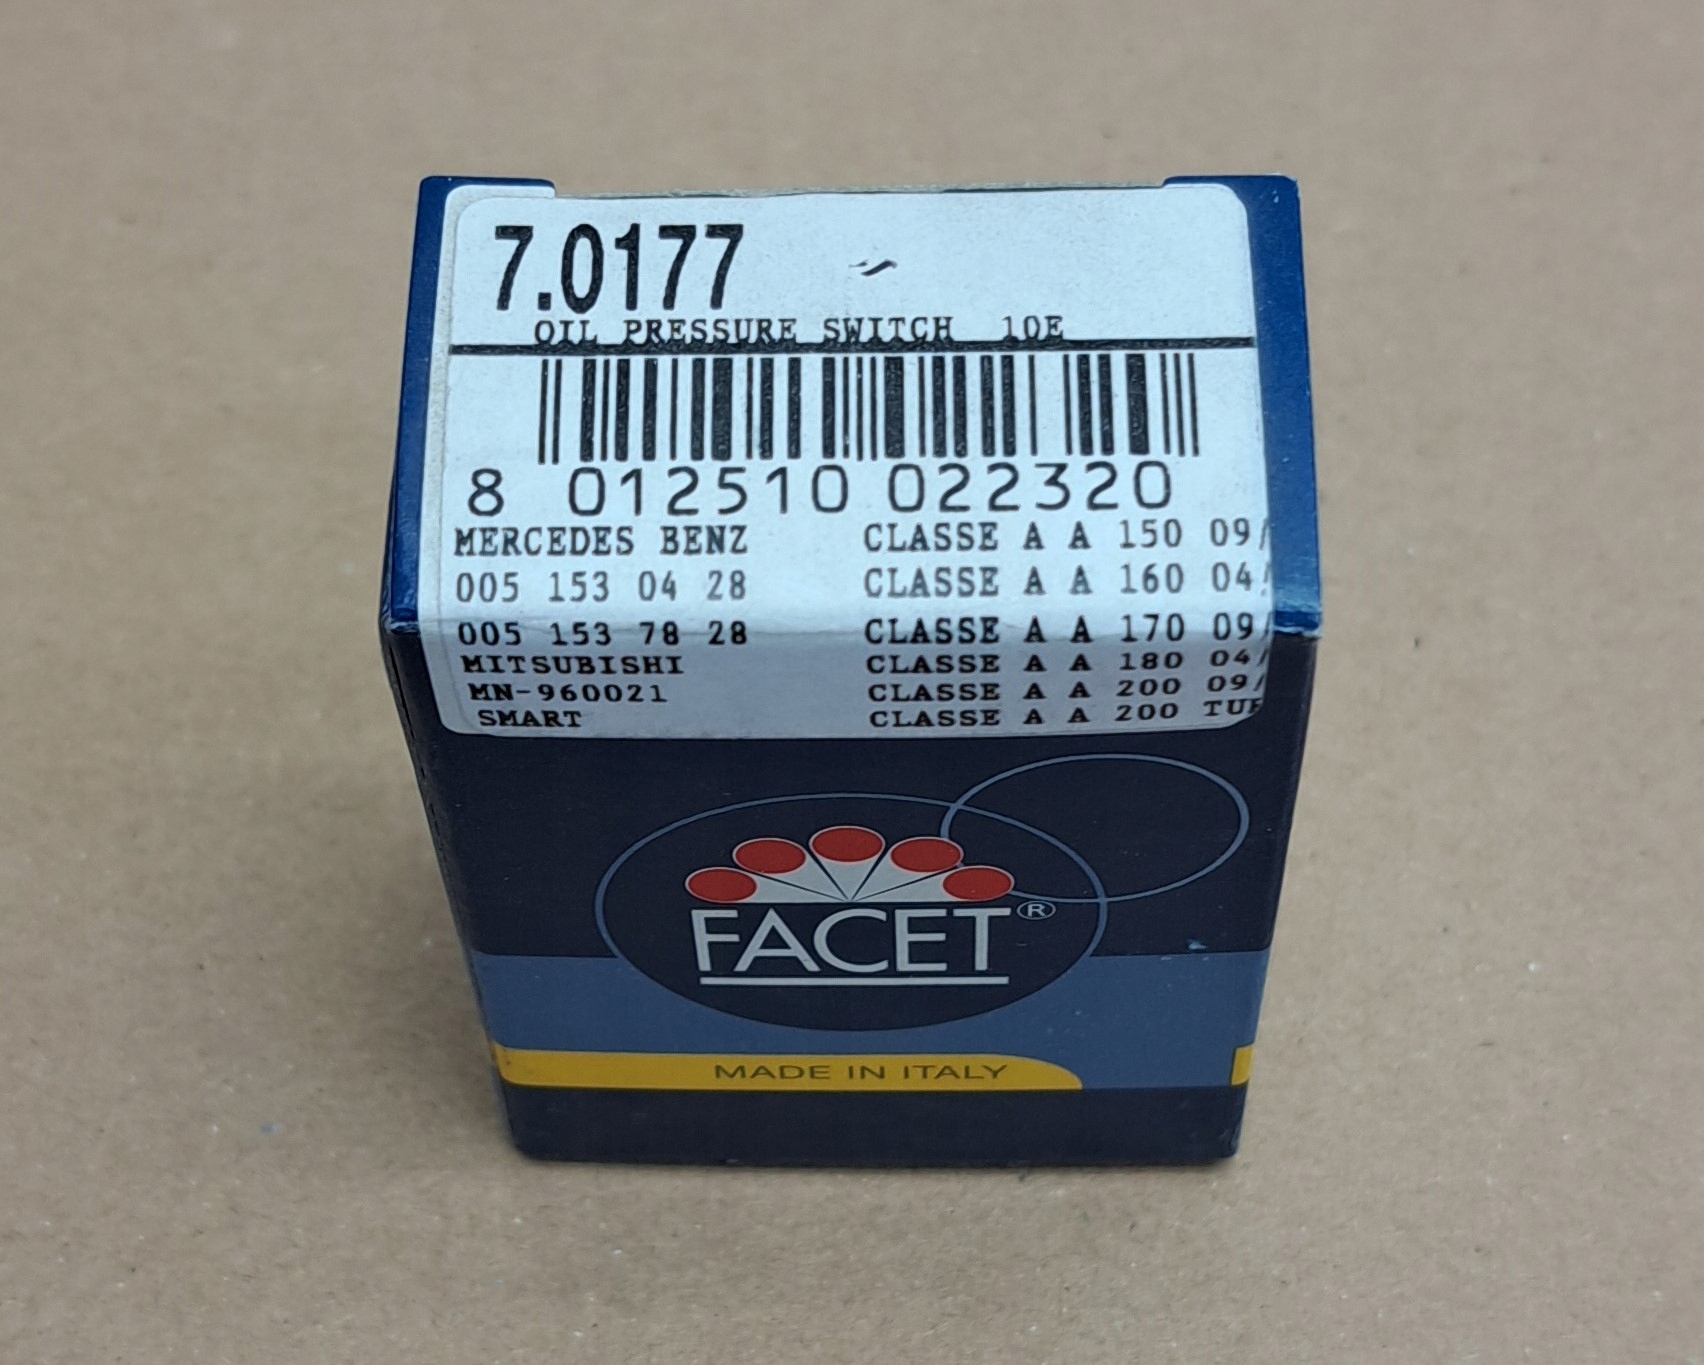 7.0177
OIL PRESSURE SWITCH 10E
8 012510 022320
MERCEDES BENZ CLASSE A A 150 09/
005 153 04 28 CLASSE A A 160 04/
005 153 78 28 CLASSE A A 170 09
MITSUBISHI CLASSE A A 180 04/
MN-960021 CLASSE A A 200 09/
SMART CLASSE A A 200
FACET®
MADE IN ITALY